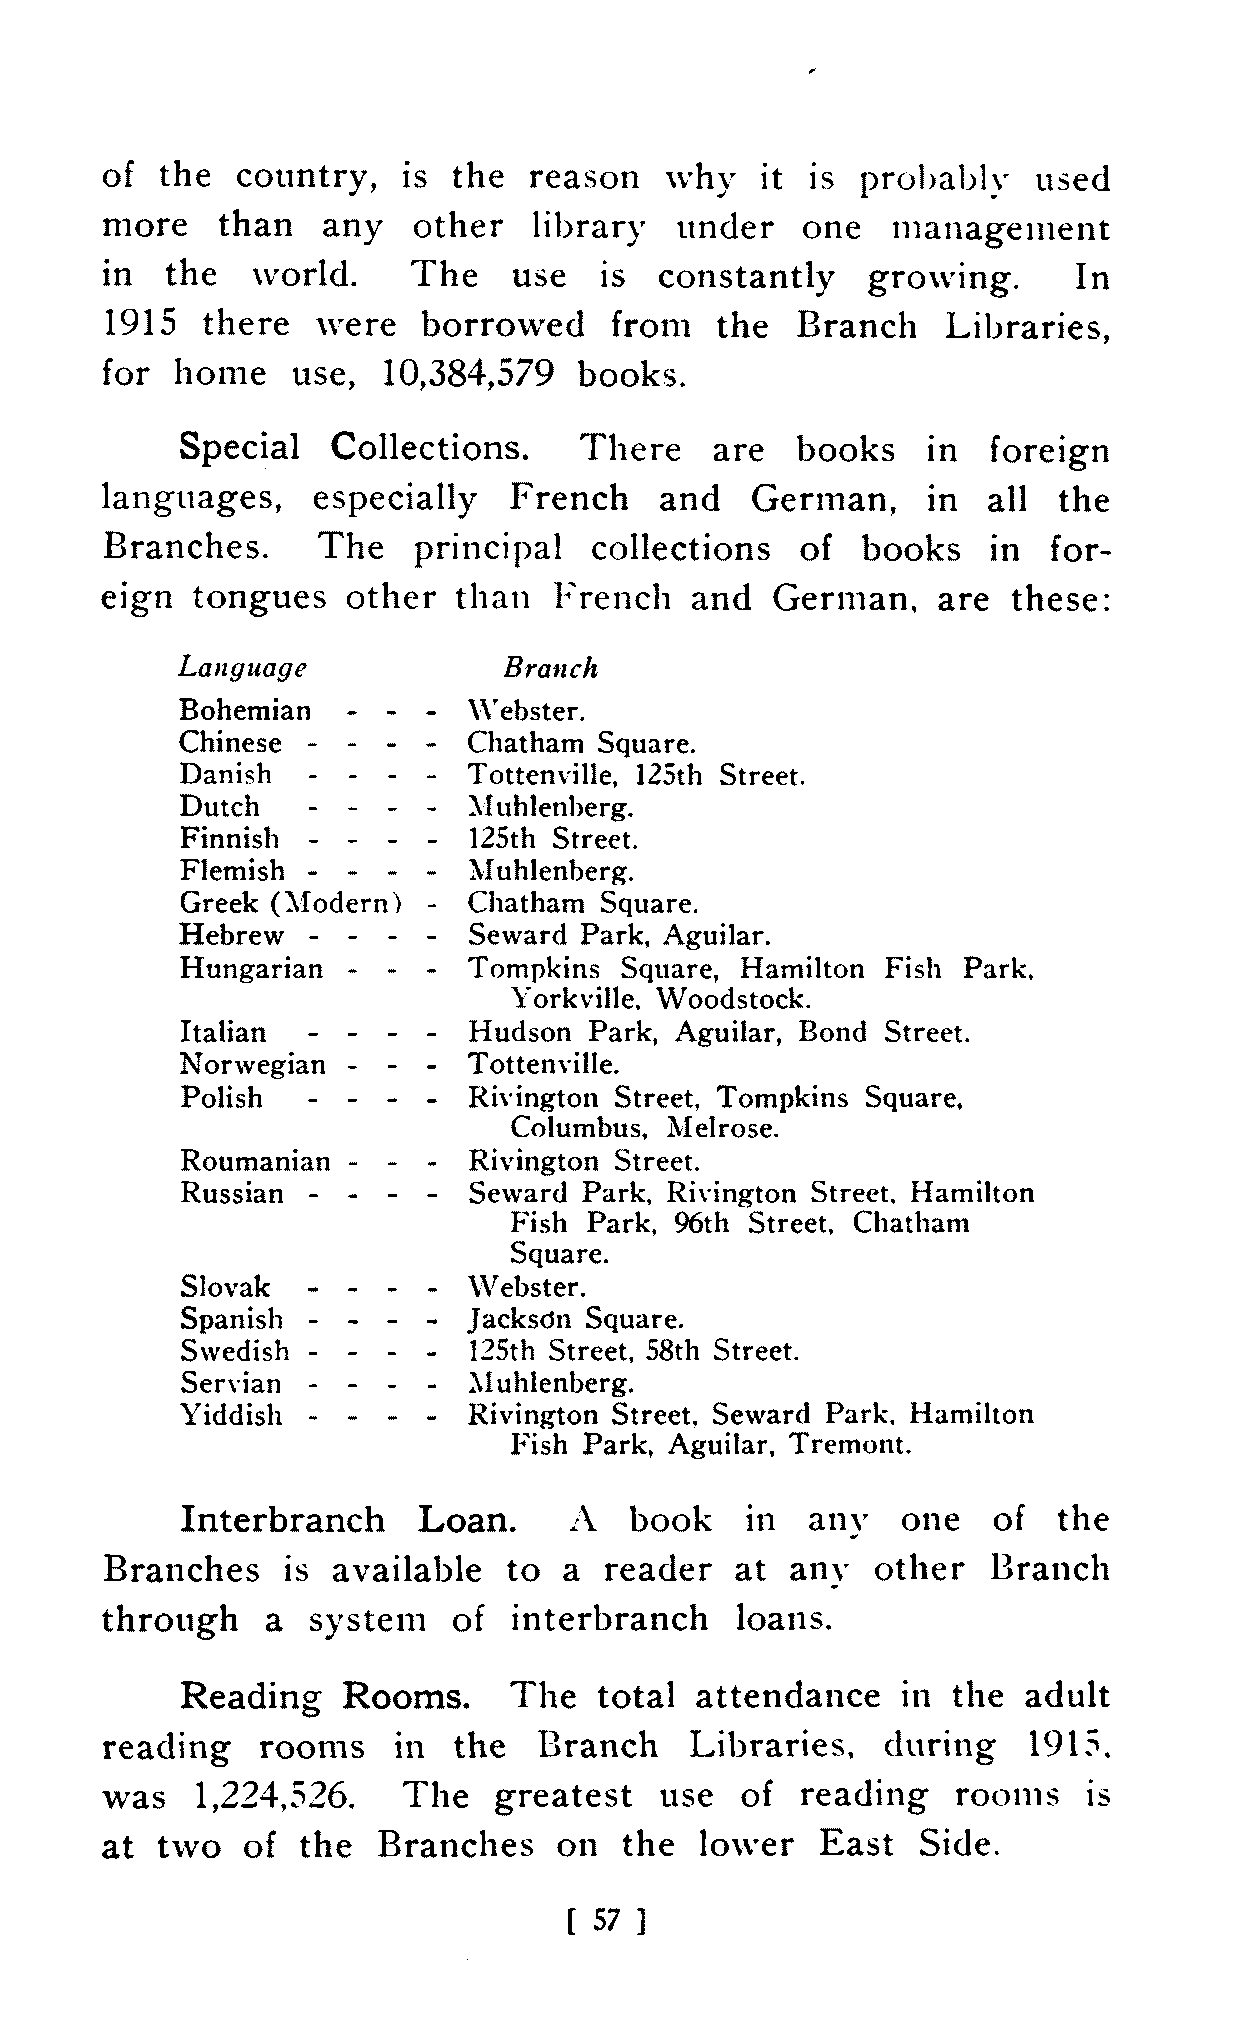 of the country, is the reason why it is probably used
more than any other library under one management
in the world. The use is constantly growing. In
1915 there were borrowed from the Branch Libraries,
for home use, 10,384,579 books.
Special Collections. There are books in foreign
languages, especially French and German, in all the
Branches. The principal collections of books in for-
eign tongues other than French and German, are these:
Language Branch
Bohemian - - - Webster.
Chinese - - - - Chatham Square.
Danish - - - - Tottenville, 125th Street.
Dutch - - - - Muhlenberg.
Finnish - - - - 125th Street.
Flemish - - - - Muhlenberg.
Greek (Modern) - Chatham Square.
Hebrew - - - - Seward Park, Aguilar.
Hungarian - - - Tompkins Square, Hamilton Fish Park,
Yorkville, Woodstock.
Italian - - - - Hudson Park, Aguilar, Bond Street.
Norwegian - - - Tottenville.
Polish - - - - Rivington Street, Tompkins Square,
Columbus, Melrose.
Roumanian - - - Rivington Street.
Russian - - - - Seward Park, Rivington Street, Hamilton
Fish Park, 96th Street, Chatham
Square.
Slovak - - - - Webster.
Spanish - - - - Jackson Square.
Swedish - - - - 125th Street, 58th Street.
Servian - - - - Muhlenberg.
Yiddish - - - - Rivington Street, Seward Park, Hamilton
Fish Park, Aguilar, Tremont.
Interbranch Loan. A book in any one of the
Branches is available to a reader at any other Branch
through a system of interbranch loans.
Reading Rooms. The total attendance in the adult
reading rooms in the Branch Libraries, during 1915,
was 1,224,526. The greatest use of reading rooms is
at two of the Branches on the lower East Side.
[ 57 ]